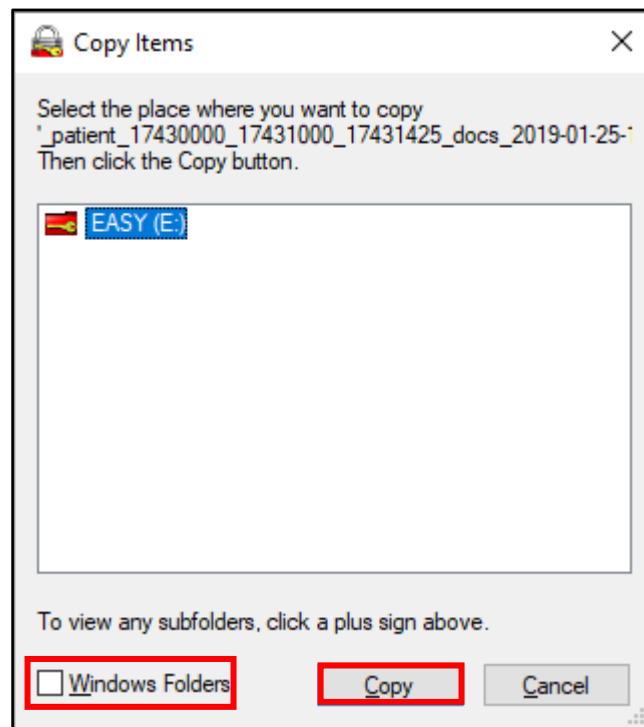 Copy Items
Select the place where you want to copy
'_patient_17430000_17431000_17431425_docs_2019-01-25-
Then click the Copy button.
EASY (E:)
To view any subfolders, click a plus sign above.
Windows Folders
Copy
Cancel